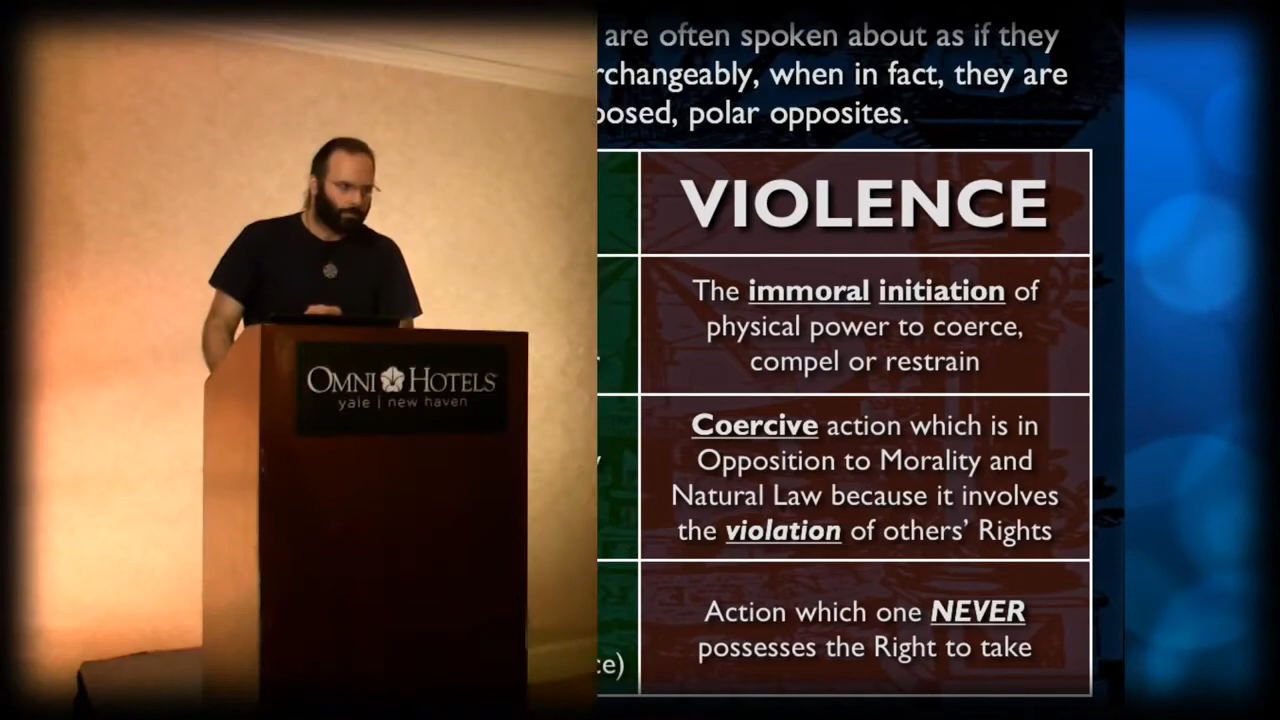 are often spoken about as if they
rchangeably, when in fact, they are
posed, polar opposites.
VIOLENCE
The immoral initiation of
physical power to coerce,
compel or restrain
Coercive action which is in
Opposition to Morality and
Natural Law because it involves
the violation of others' Rights
Action which one NEVER
possesses the Right to take
ce)
OMNI HOTELS
yale | new haven